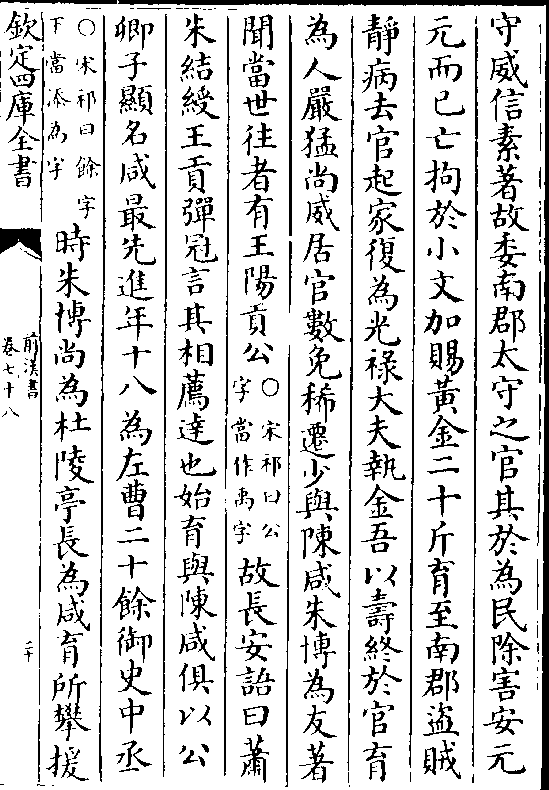 守威信素著故委南郡太守之官其於為民除害安元
元而已亡拘於小文加賜黃金二十斤育至南郡盜賊
靜病去官起家復為光祿大夫執金吾以壽終於官育
為人嚴猛尚威居官數免稀遷少與陳咸朱博為友著
聞當世往者有王陽貢公○宋祁曰公字當作禹字故長安語曰蕭
朱結綬王貢彈冠言其相薦達也始育與陳咸俱以公
卿子顯名咸最先進年十八為左曹二十餘御史中丞
○宋祁曰餘字下當添為字時朱博尚為杜陵亭長為咸育所攀援
欽定四庫全書
前漢書
卷七十八
二十